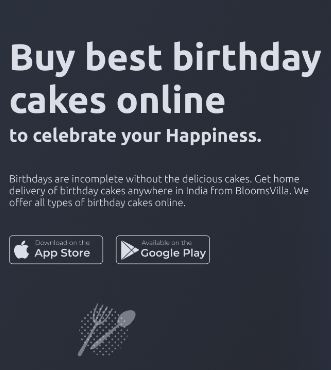 Buy best birthday
cakes online
to celebrate your Happiness.
Birthdays are incomplete without the delicious cakes. Get home
delivery of birthday cakes anywhere in India from BloomsVilla. We
offer all types of birthday cakes online.
Download on the
App Store
Available on the
Google Play